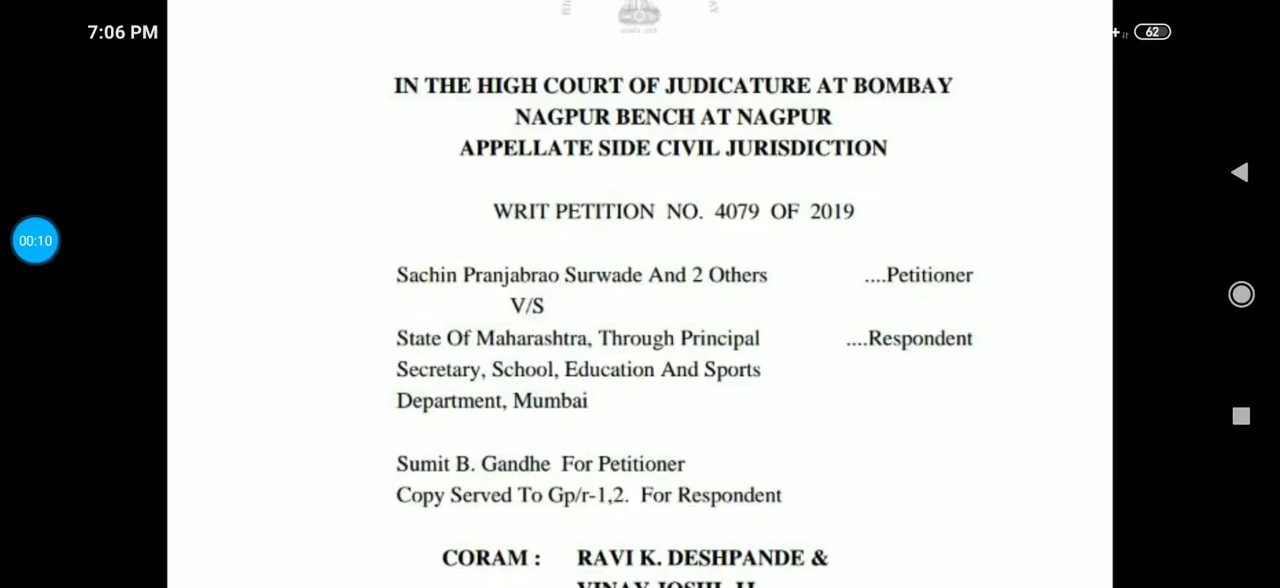 7:06 PM
62
00:10
IN THE HIGH COURT OF JUDICATURE AT BOMBAY
NAGPUR BENCH AT NAGPUR
APPELLATE SIDE CIVIL JURISDICTION
WRIT PETITION NO. 4079 OF 2019
Sachin Pranjabrao Surwade And 2 Others ....Petitioner
V/S
State Of Maharashtra, Through Principal ....Respondent
Secretary, School, Education And Sports
Department, Mumbai
Sumit B. Gandhe For Petitioner
Copy Served To Gp/r-1,2. For Respondent
CORAM : RAVI K. DESHPANDE &
VINAY JOSHI, JJ